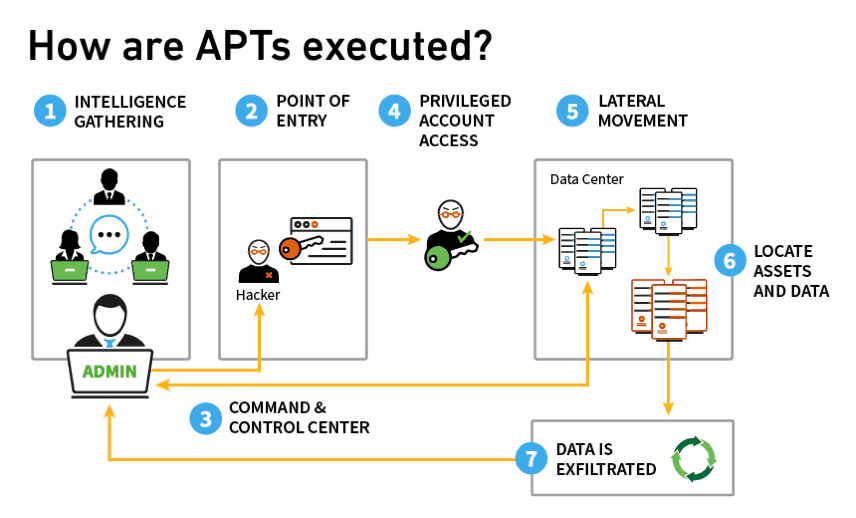 How are APTs executed?
1
INTELLIGENCE
GATHERING
2
POINT OF
ENTRY
4
PRIVILEGED
ACCOUNT
ACCESS
5
LATERAL
MOVEMENT
Data Center
Hacker
6
LOCATE
ASSETS
AND DATA
ADMIN
3
COMMAND &
CONTROL CENTER
7
DATA IS
EXFILTRATED